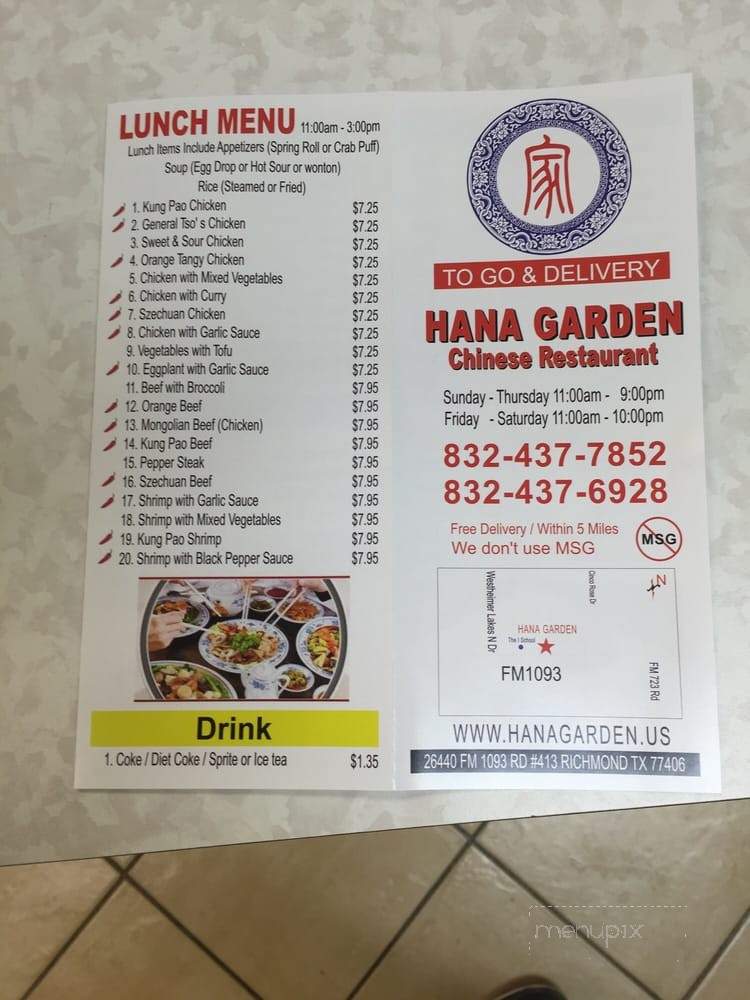 LUNCH MENU 11:00am - 3:00pm
Lunch Items Include Appetizers (Spring Roll or Crab Puff)
Soup (Egg Drop or Hot Sour or wonton)
Rice (Steamed or Fried)
1. Kung Pao Chicken $7.25
2. General Tso' s Chicken $7.25
3. Sweet & Sour Chicken $7.25
4. Orange Tangy Chicken $7.25
5. Chicken with Mixed Vegetables $7.25
6. Chicken with Curry $7.25
7. Szechuan Chicken $7.25
8. Chicken with Garlic Sauce $7.25
9. Vegetables with Tofu $7.25
10. Eggplant with Garlic Sauce $7.25
11. Beef with Broccoli $7.95
12. Orange Beef $7.95
13. Mongolian Beef (Chicken) $7.95
14. Kung Pao Beef $7.95
15. Pepper Steak $7.95
16. Szechuan Beef $7.95
17. Shrimp with Garlic Sauce $7.95
18. Shrimp with Mixed Vegetables $7.95
19. Kung Pao Shrimp $7.95
20. Shrimp with Black Pepper Sauce $7.95
Drink
1. Coke / Diet Coke / Sprite or Ice tea $1.35
家
TO GO & DELIVERY
HANA GARDEN
Chinese Restaurant
Sunday - Thursday 11:00am - 9:00pm
Friday - Saturday 11:00am - 10:00pm
832-437-7852
832-437-6928
Free Delivery / Within 5 Miles
We don't use MSG
MSG
Westheimer Lakes N Dr
Cinco Rose Dr
N
HANA GARDEN
The I School
FM1093
FM 723 Rd
WWW.HANAGARDEN.US
26440 FM 1093 RD #413 RICHMOND TX 77406
menupix